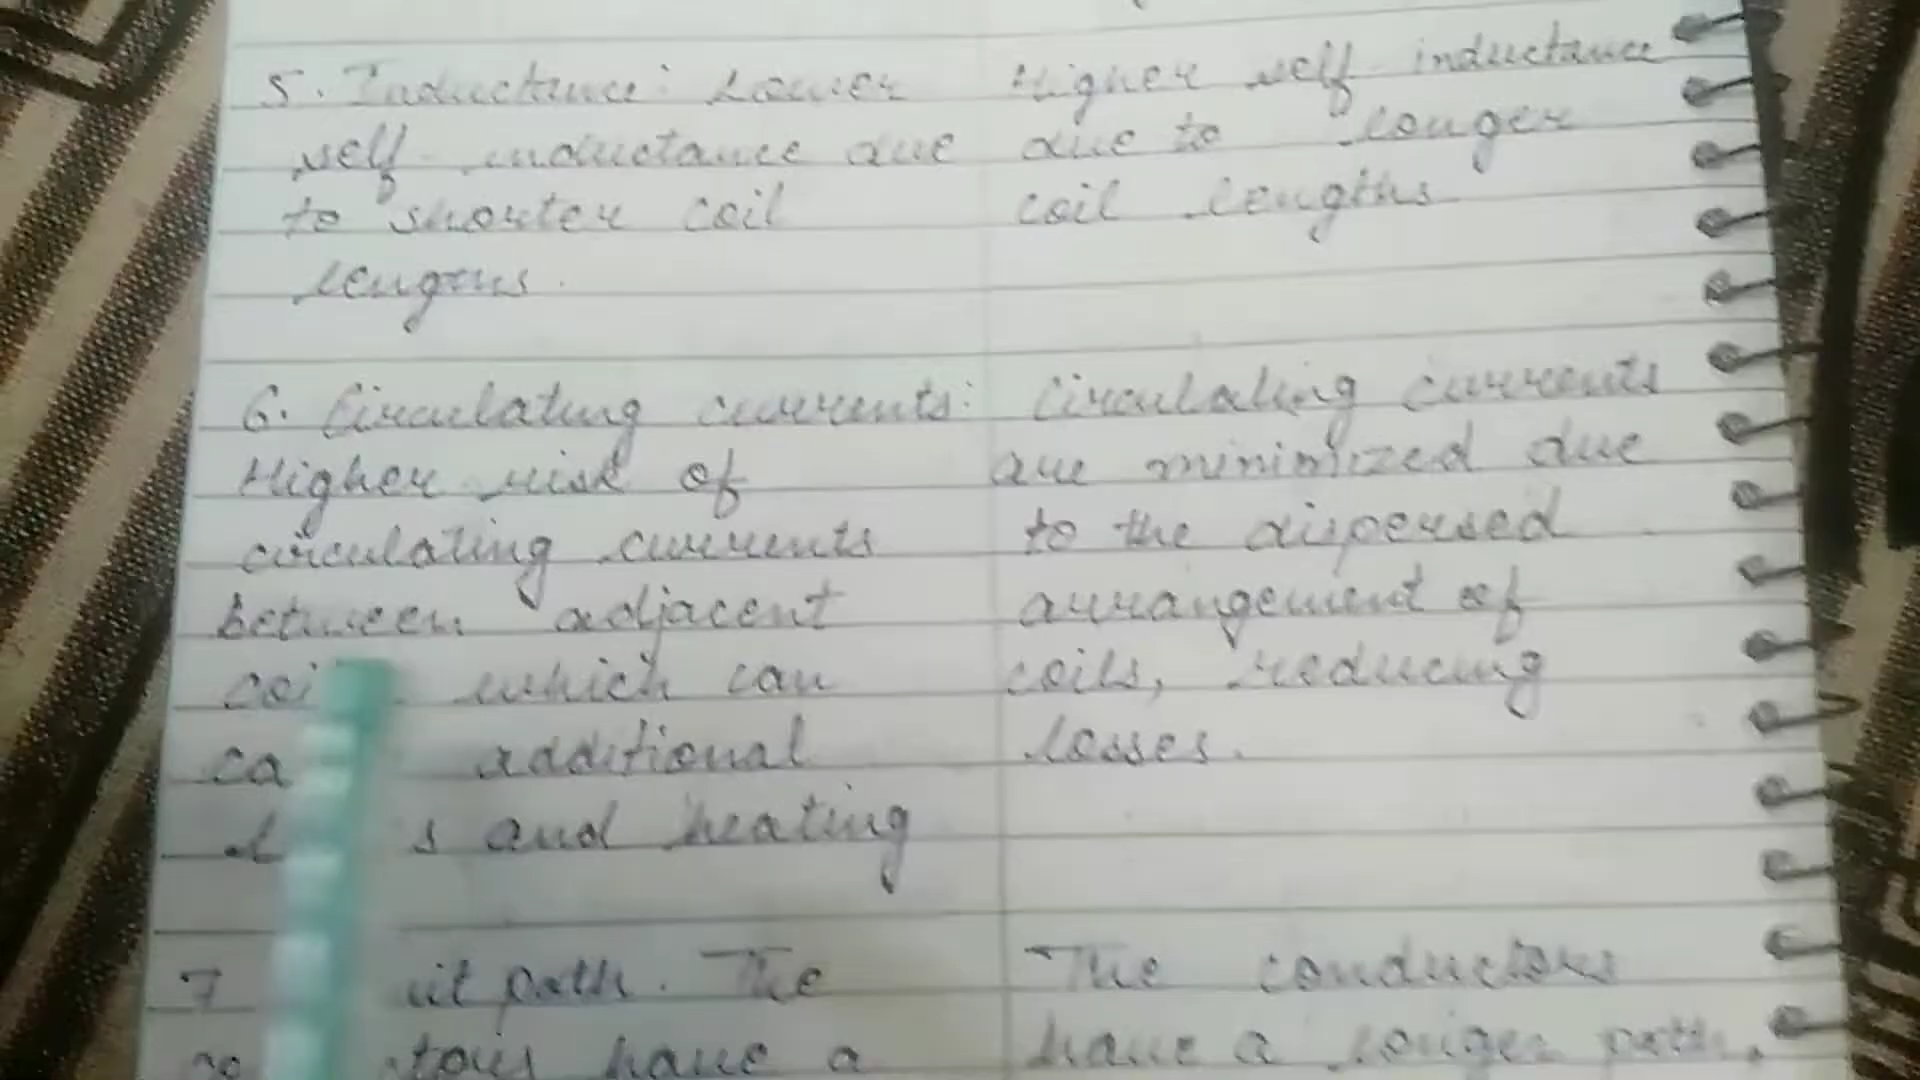 5. Inductance: Lower
self-inductance due
to shorter coil
lengths.
Higher self-inductance
due to longer
coil lengths
6. Circulating currents:
Higher risk of
circulating currents
between adjacent
which can
additional
and heating
Circulating currents
are minimized due
to the dispersed
arrangement of
coils, reducing
losses.
7 path. The
have a
The conductors
have a longer path,